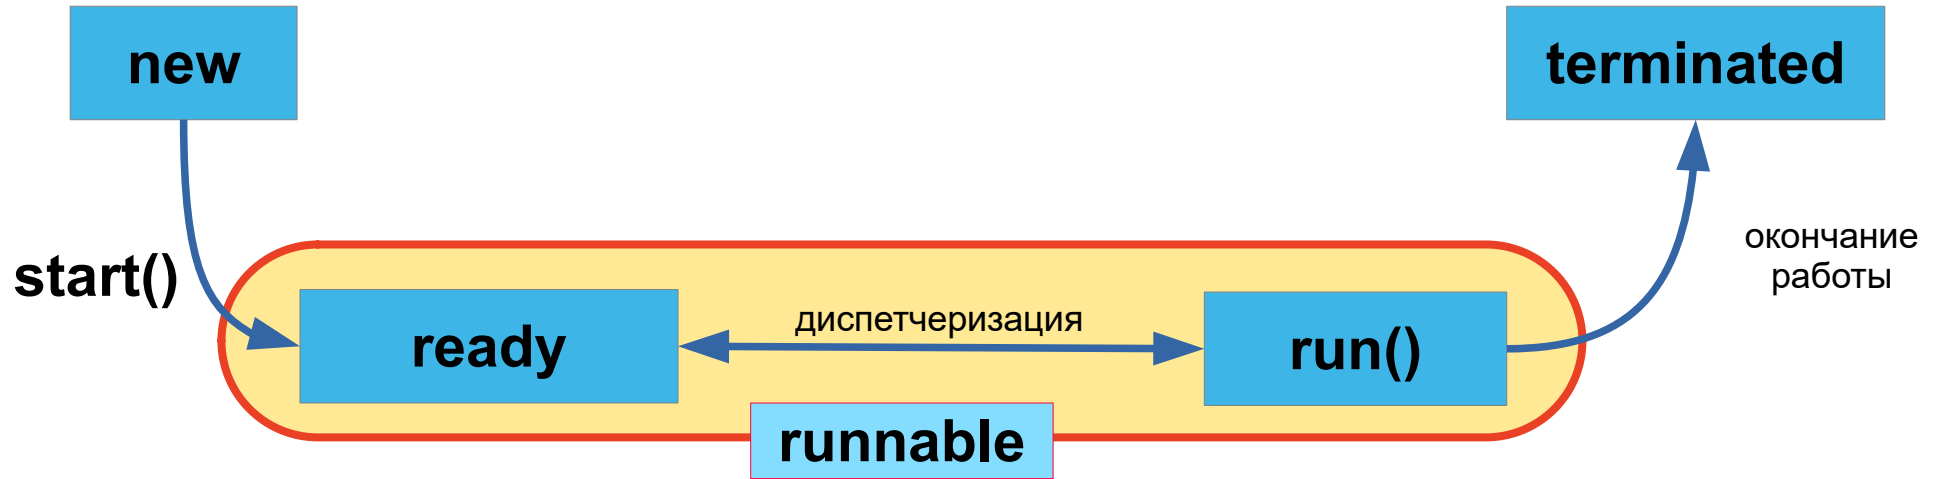 new
terminated
start()
окончание
работы
диспетчеризация
ready
run()
runnable